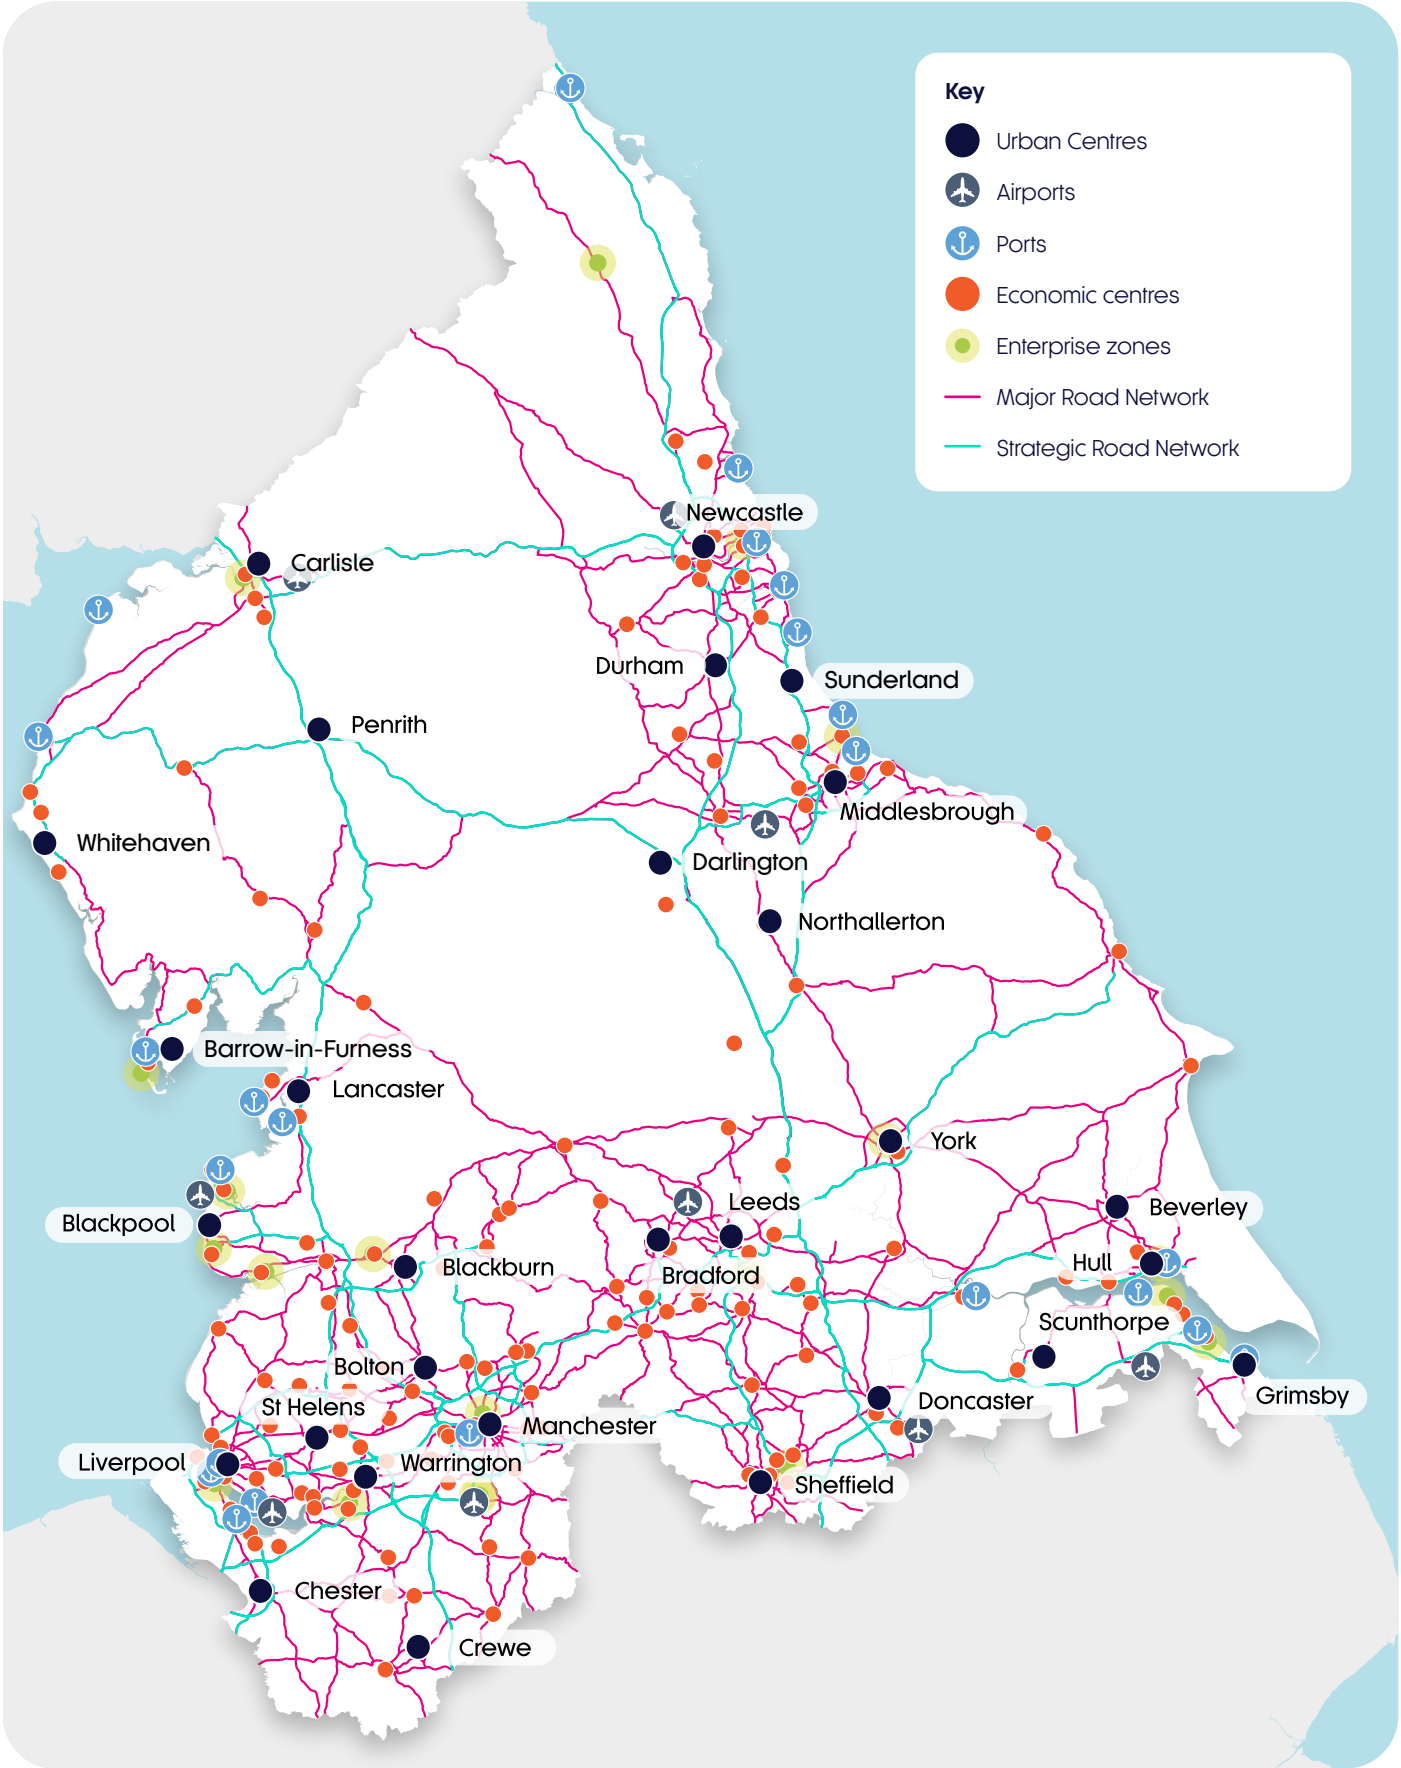 Key
Urban Centres
Airports
Ports
Economic centres
Enterprise zones
Major Road Network
Strategic Road Network
Newcastle
Carlisle
Durham
Sunderland
Penrith
Middlesbrough
Whitehaven
Darlington
Northallerton
Barrow-in-Furness
Lancaster
York
Leeds
Blackpool
Beverley
Hull
Blackburn
Bradford
Scunthorpe
Bolton
Grimsby
St Helens
Doncaster
Manchester
Liverpool
Warrington
Sheffield
Chester
Crewe